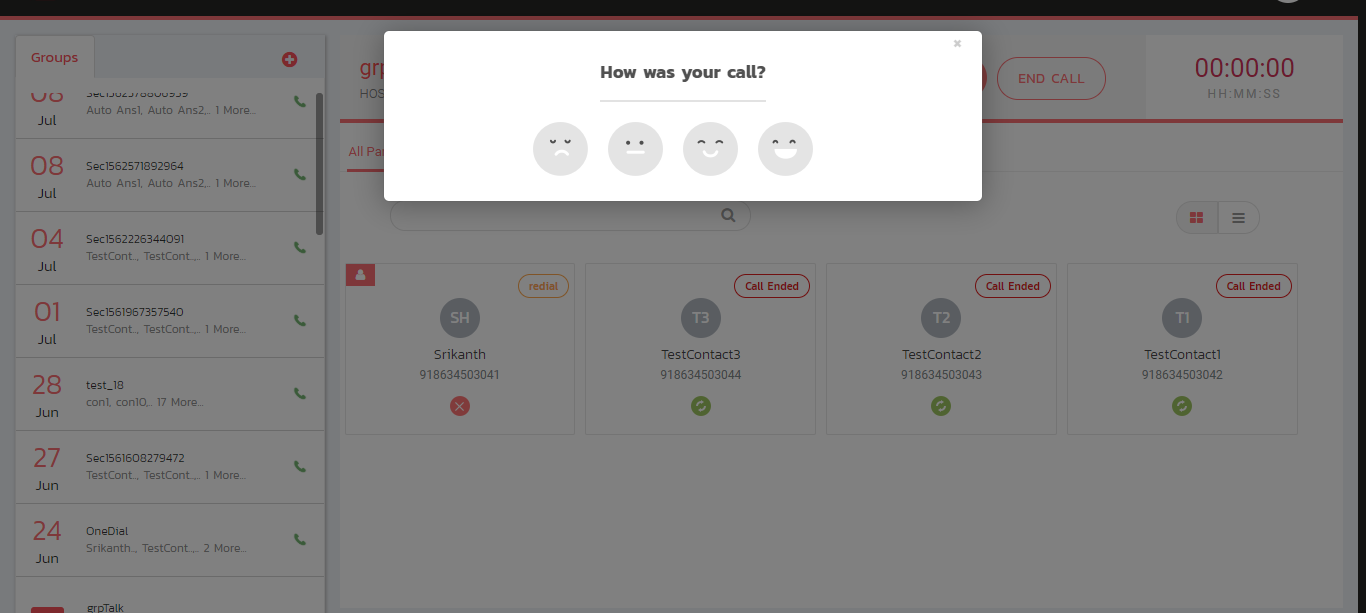 Groups
08
Jul
Auto Ans1, Auto Ans2,.. 1 More...
08
Jul
Sec1562571892964
Auto Ans1, Auto Ans2,.. 1 More...
04
Jul
Sec1562226344091
TestCont.., TestCont..,.. 1 More...
01
Jul
Sec1561967357540
TestCont.., TestCont..,.. 1 More...
28
Jun
test_18
con1, con10,.. 17 More...
27
Jun
Sec1561608279472
TestCont.., TestCont..,.. 1 More...
24
Jun
OneDial
Srikanth.., TestCont..,.. 2 More...
grpTalk
How was your call?
×
END CALL
00:00:00
HH:MM:SS
All Pa
redial
SH
Srikanth
918634503041
Call Ended
T3
TestContact3
918634503044
Call Ended
T2
TestContact2
918634503043
Call Ended
T1
TestContact1
918634503042